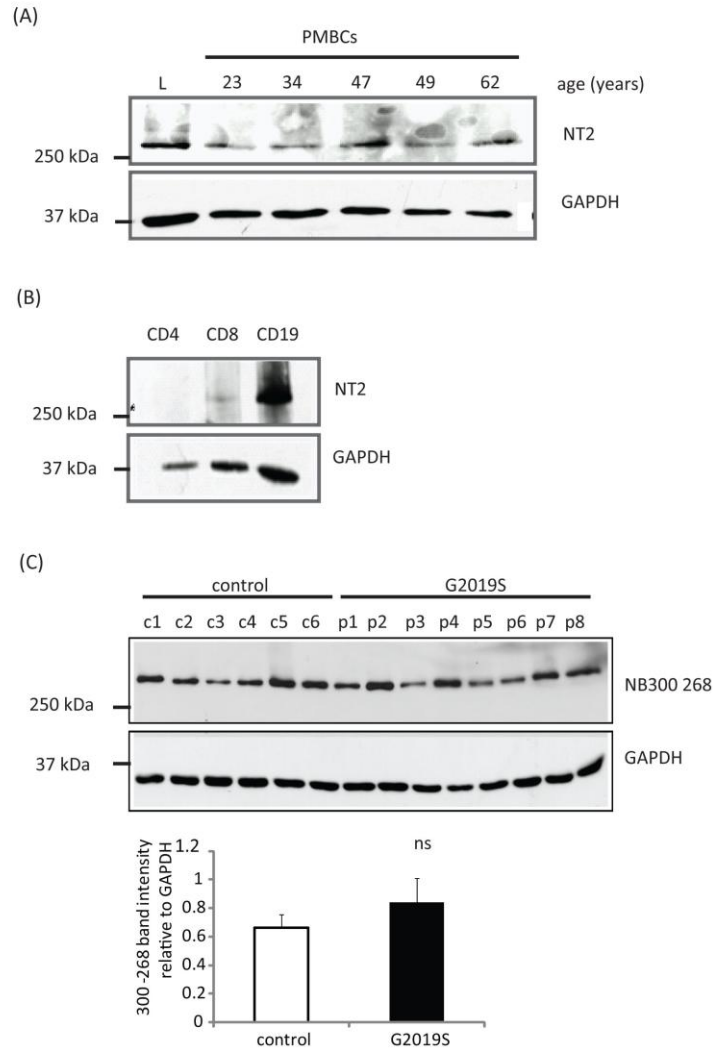 (A)
PMBCs
L 23 34 47 49 62 age (years)
NT2
250 kDa
GAPDH
37 kDa
(B)
CD4 CD8 CD19
NT2
250 kDa
GAPDH
37 kDa
(C)
control G2019S
c1 c2 c3 c4 c5 c6 p1 p2 p3 p4 p5 p6 p7 p8
NB300 268
250 kDa
37 kDa
GAPDH
300 -268 band intensity
relative to GAPDH
1.2
ns
1
0.8
0.6
0.4
0.2
0
control G2019S